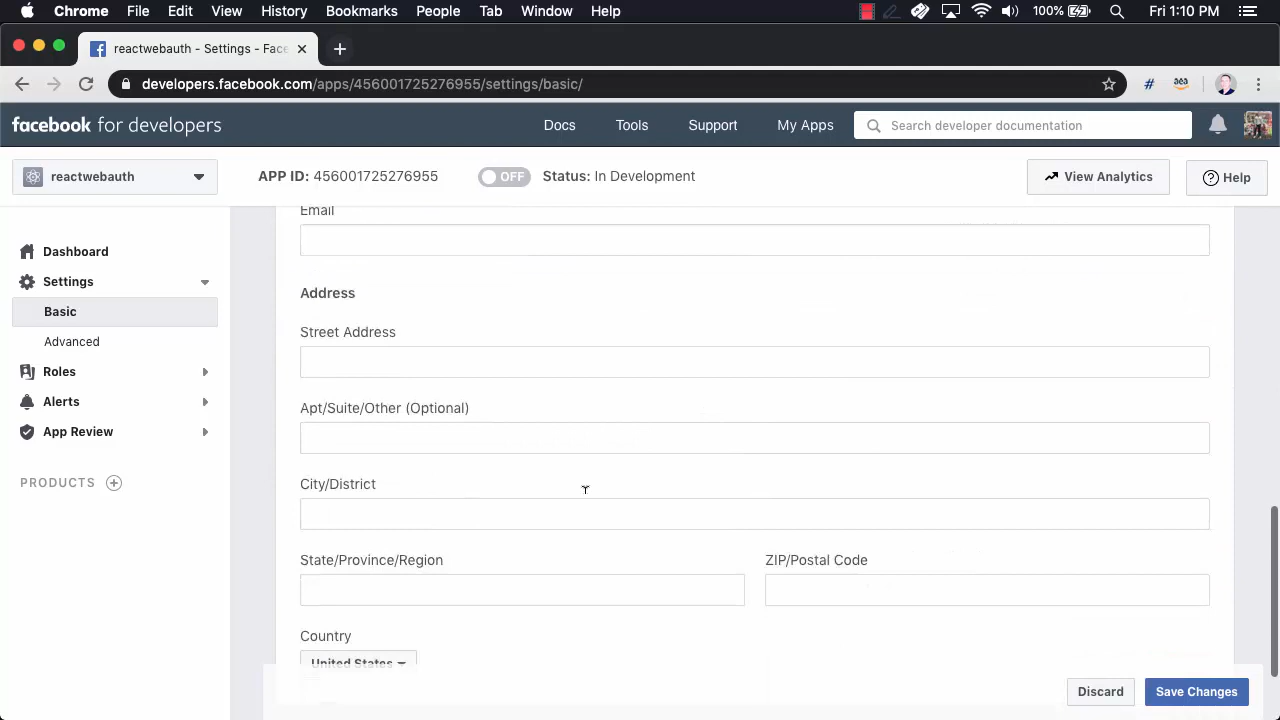 Chrome File Edit View History Bookmarks People Tab Window Help 100% Fri 1:10 PM
reactwebauth - Settings - Face
developers.facebook.com/apps/456001725276955/settings/basic/
facebook for developers Docs Tools Support My Apps Search developer documentation
reactwebauth APP ID: 456001725276955 OFF Status: In Development View Analytics Help
Email
Dashboard
Settings
Basic
Advanced
Roles
Alerts
App Review
PRODUCTS
Address
Street Address
Apt/Suite/Other (Optional)
City/District
State/Province/Region ZIP/Postal Code
Country
United States
Discard Save Changes